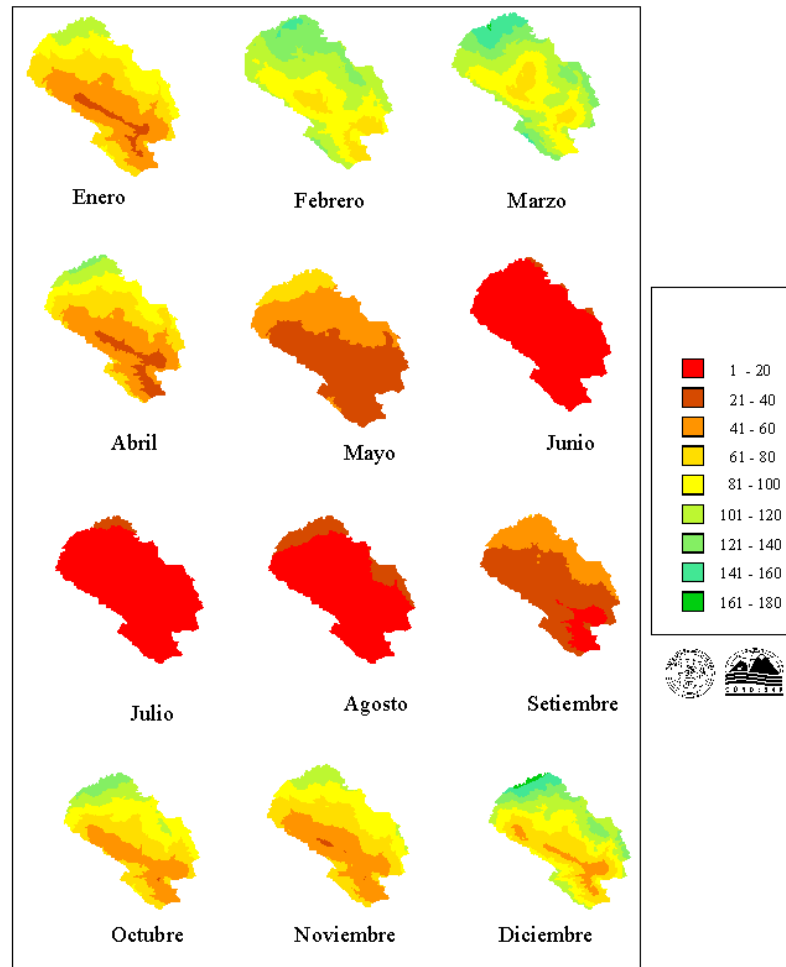 Enero
Febrero
Marzo
Abril
Mayo
Junio
Julio
Agosto
Setiembre
Octubre
Noviembre
Diciembre
1 - 20
21 - 40
41 - 60
61 - 80
81 - 100
101 - 120
121 - 140
141 - 160
161 - 180